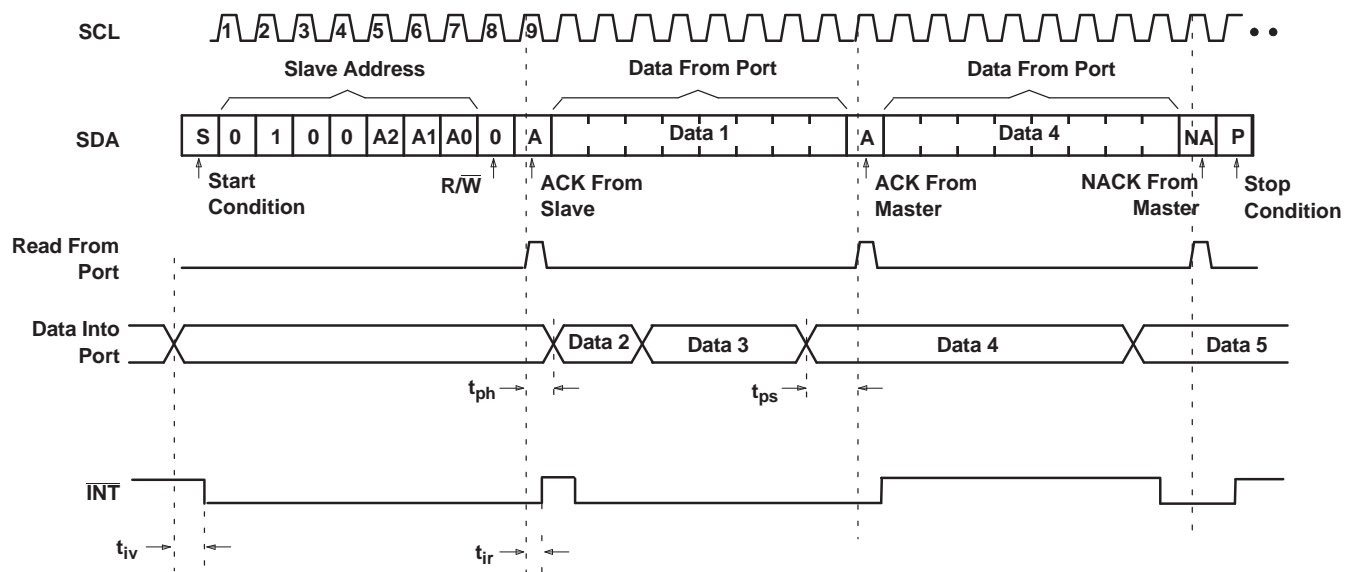 SCL
1 2 3 4 5 6 7 8 9
Slave Address
Data From Port
Data From Port
SDA
S 0 1 0 0 A2 A1 A0 0 A Data 1 A Data 4 NA P
Start
Condition
R/W
ACK From
Slave
ACK From
Master
NACK From
Master
Stop
Condition
Read From
Port
Data Into
Port
Data 2 Data 3 Data 4 Data 5
tph
tps
INT
tiv
tir